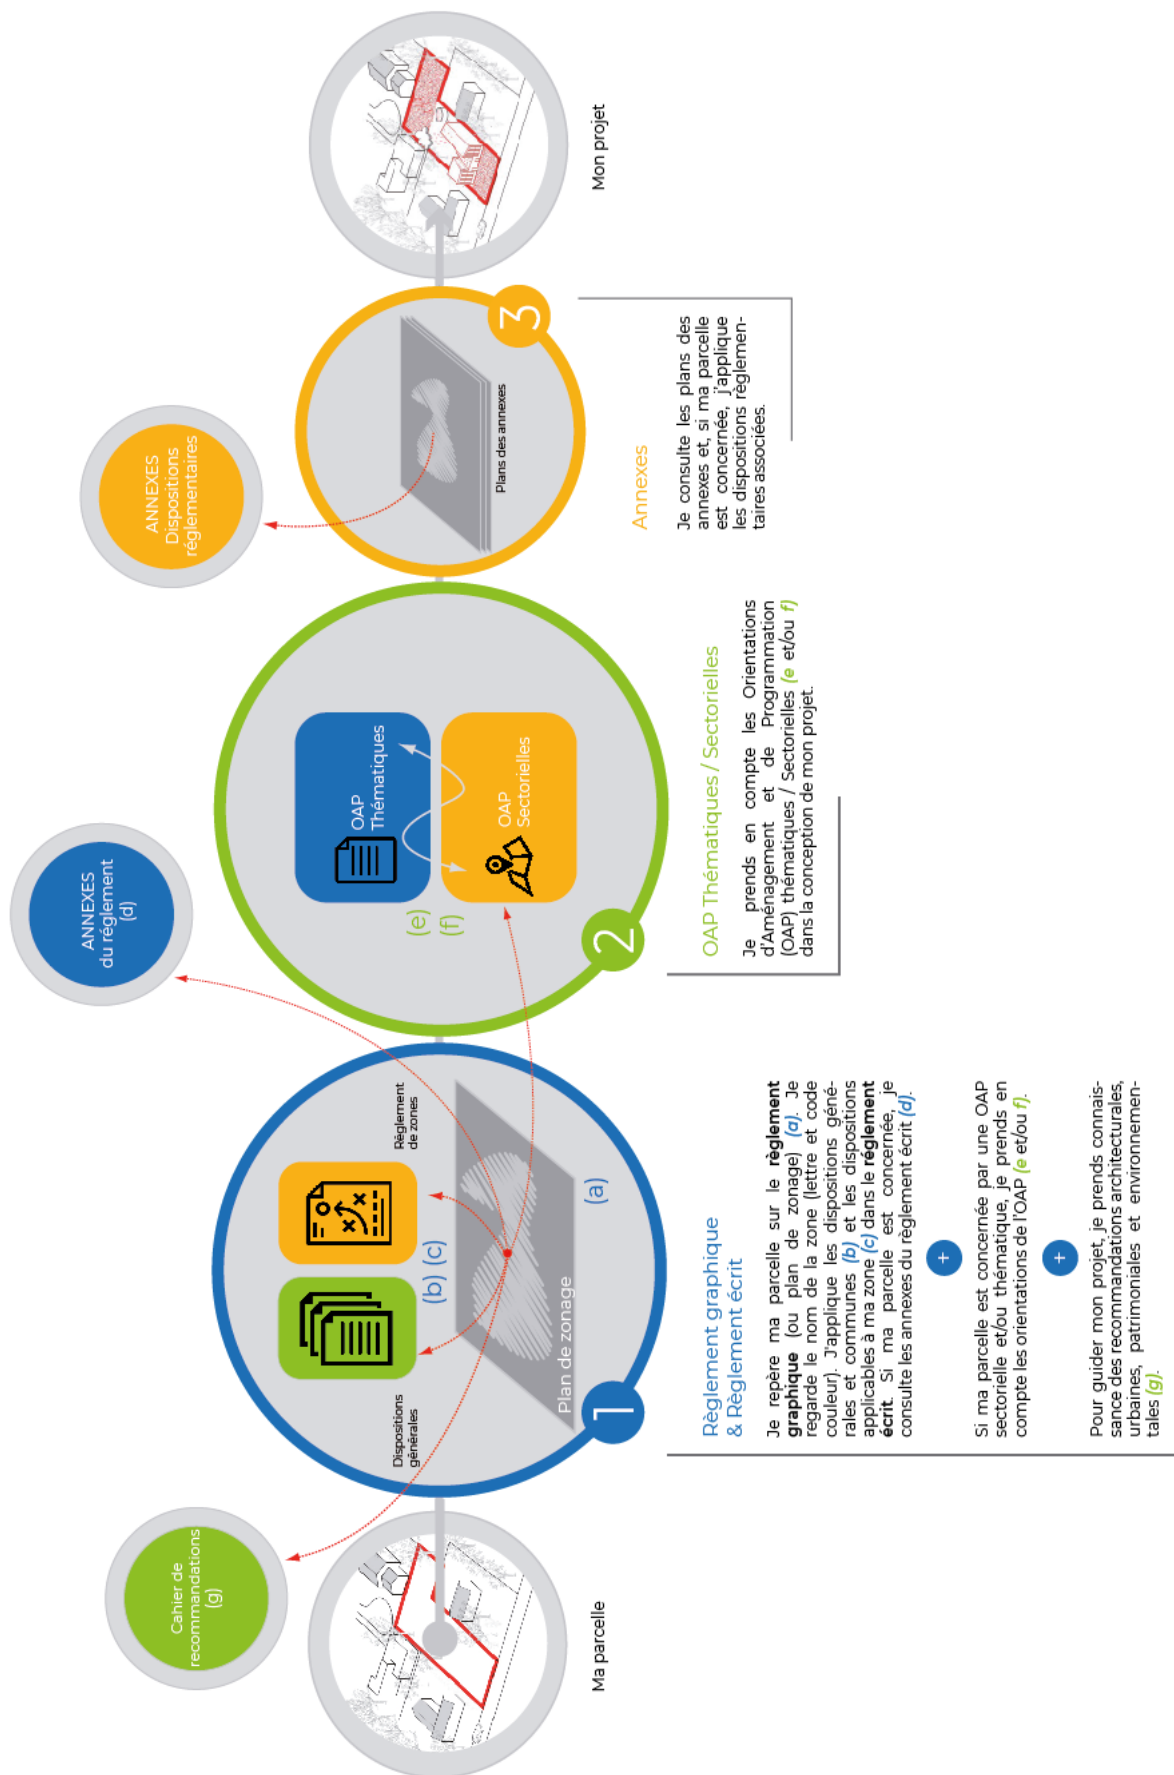 Cahier de
recommandations
(g)
ANNEXES
du réglement
(d)
ANNEXES
Dispositions
réglementaires
Ma parcelle
Dispositions
générales
Règlement
de zones
(b) (c)
Plan de zonage
(a)
1
OAP
Thématiques
(e)
(f)
OAP
Sectorielles
2
Plans des annexes
3
Mon projet
Règlement graphique
& Règlement écrit
Je repère ma parcelle sur le règlement
graphique (ou plan de zonage) (a). Je
regarde le nom de la zone (lettre et code
couleur). J'applique les dispositions géné-
rales et communes (b) et les dispositions
applicables à ma zone (c) dans le réglement
écrit. Si ma parcelle est concernée, je
consulte les annexes du règlement écrit (d).
+
Si ma parcelle est concernée par une OAP
sectorielle et/ou thématique, je prends en
compte les orientations de l'OAP (e et/ou f).
+
Pour guider mon projet, je prends connais-
sance des recommandations architecturales,
urbaines, patrimoniales et environnemen-
tales (g).
OAP Thématiques / Sectorielles
Je prends en compte les Orientations
d'Aménagement et de Programmation
(OAP) thématiques / Sectorielles (e et/ou f)
dans la conception de mon projet.
Annexes
Je consulte les plans des
annexes et, si ma parcelle
est concernée, j'applique
les dispositions règlemen-
taires associées.